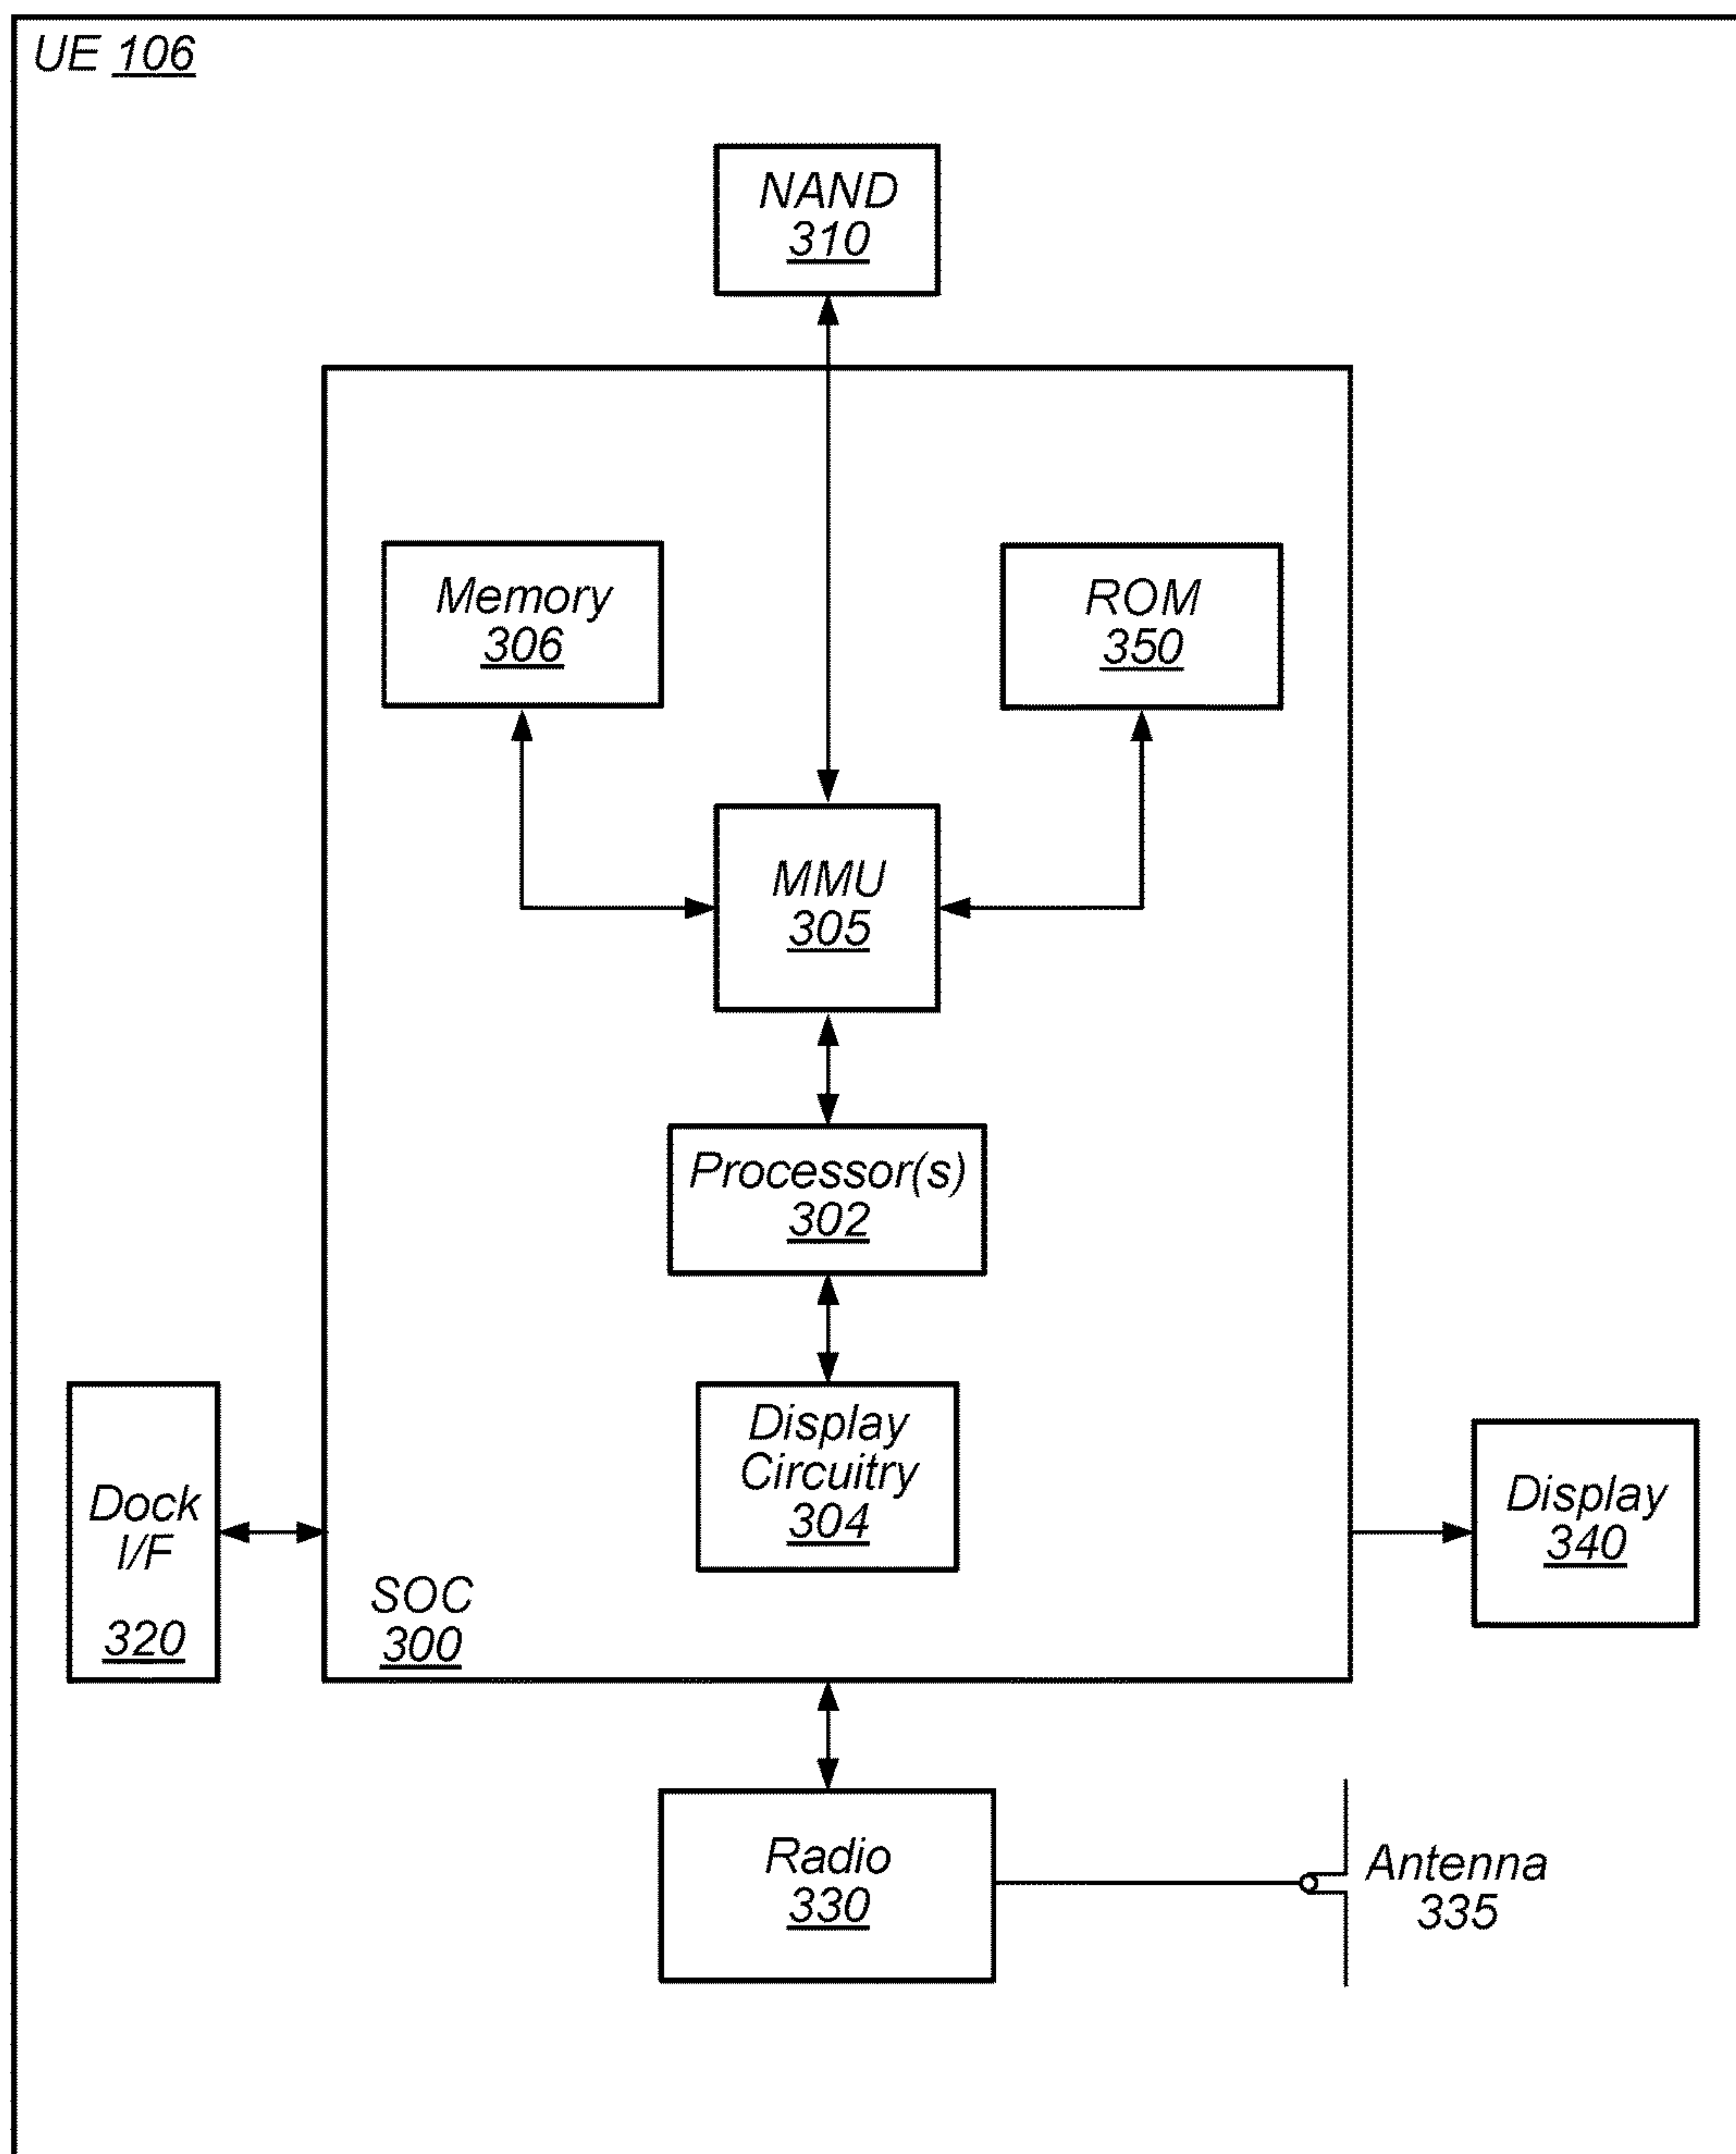 UE 106
NAND
310
Memory
306
ROM
350
MMU
305
Processor(s)
302
Display
Circuitry
304
Dock
I/F
320
SOC
300
Display
340
Radio
330
Antenna
335